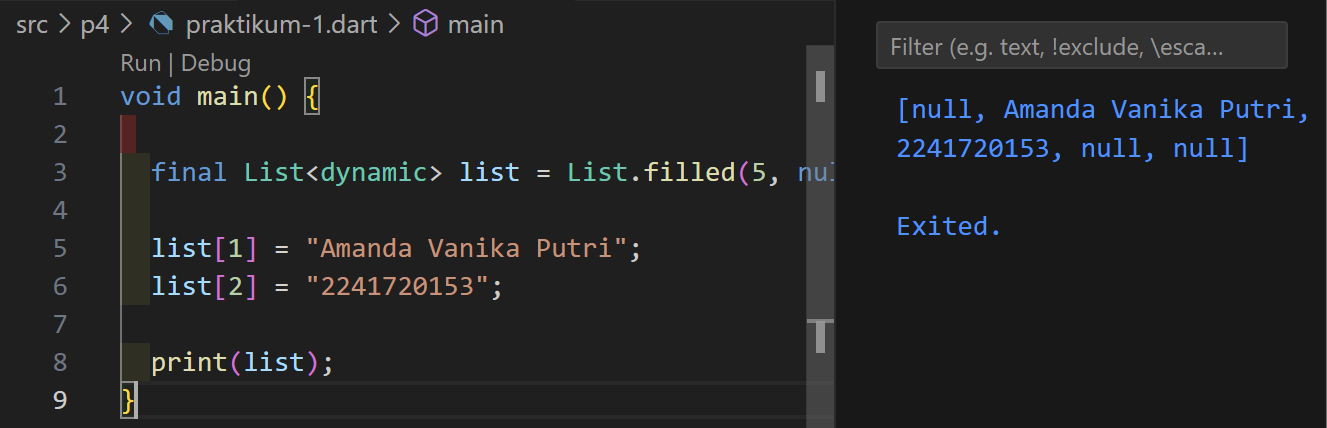 src > p4 > praktikum-1.dart > main
Run | Debug
1 void main() {
2
3 final List<dynamic> list = List.filled(5, nul
4
5 list[1] = "Amanda Vanika Putri";
6 list[2] = "2241720153";
7
8 print(list);
9 }
Filter (e.g. text, !exclude, \esca...
[null, Amanda Vanika Putri,
2241720153, null, null]
Exited.